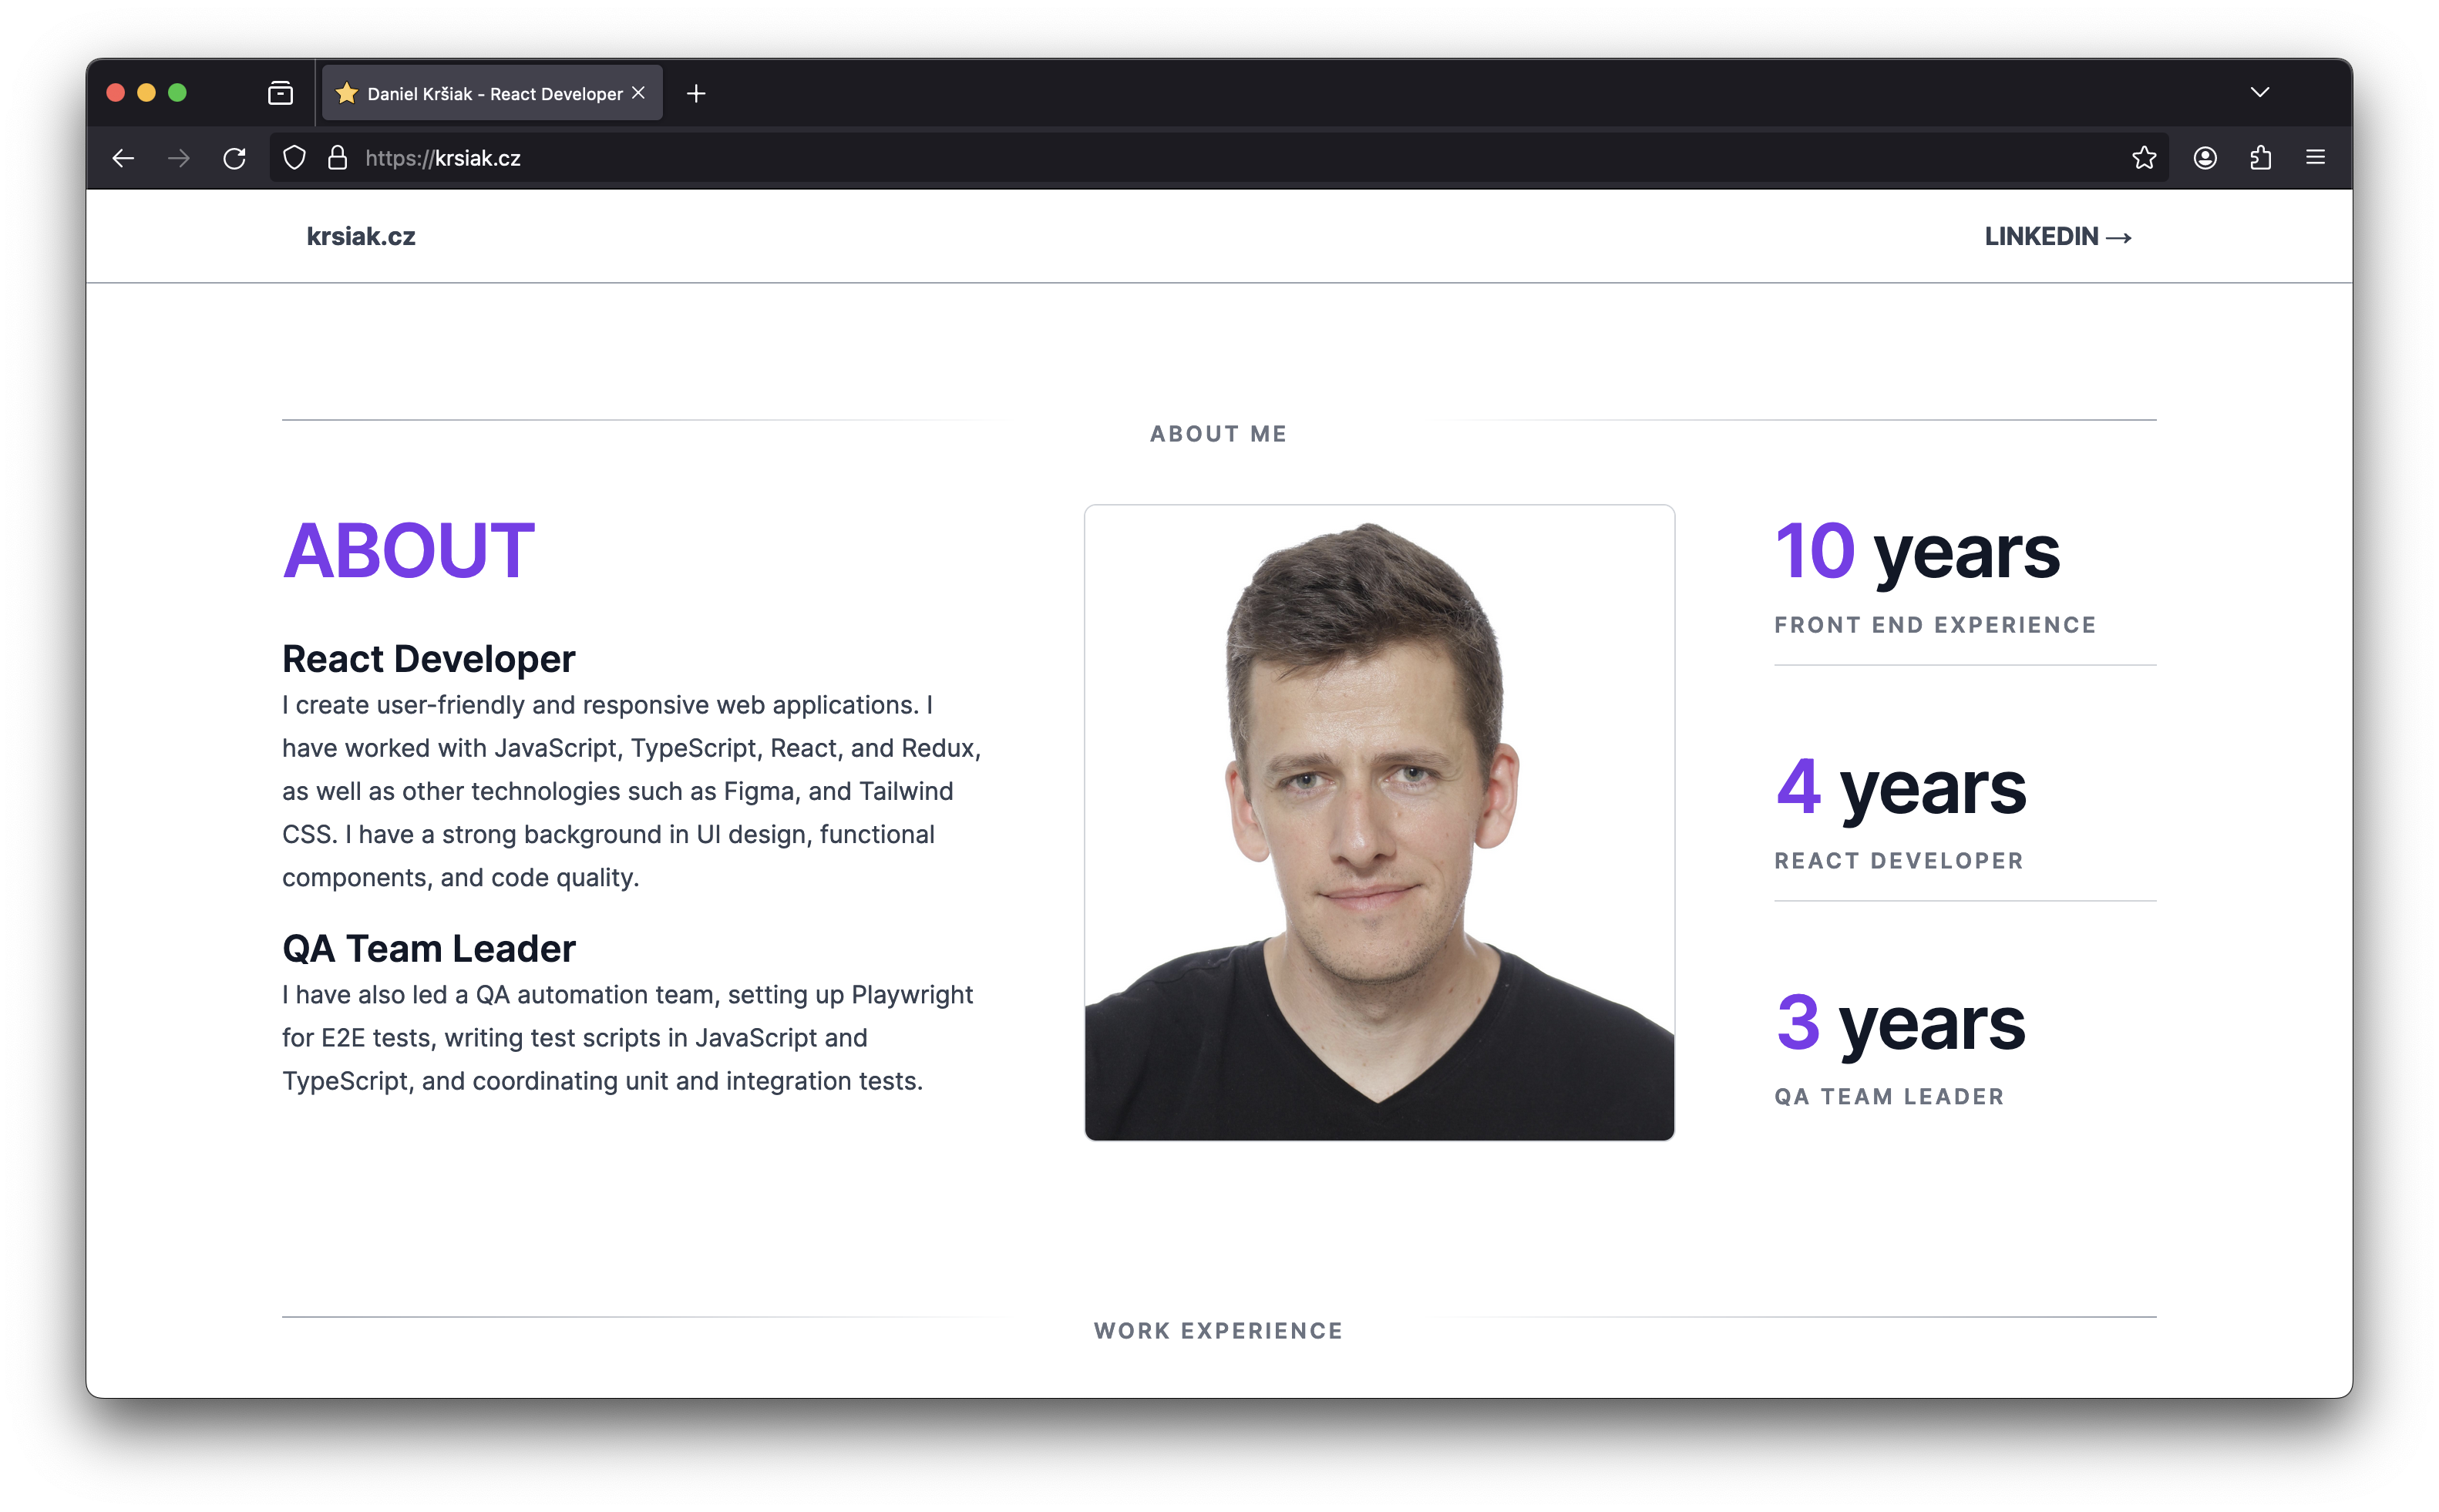 Daniel Kršiak - React Developer
https://krsiak.cz
krsiak.cz
LINKEDIN →
ABOUT ME
ABOUT
React Developer
I create user-friendly and responsive web applications. I
have worked with JavaScript, TypeScript, React, and Redux,
as well as other technologies such as Figma, and Tailwind
CSS. I have a strong background in UI design, functional
components, and code quality.
QA Team Leader
I have also led a QA automation team, setting up Playwright
for E2E tests, writing test scripts in JavaScript and
TypeScript, and coordinating unit and integration tests.
10 years
FRONT END EXPERIENCE
4 years
REACT DEVELOPER
3 years
QA TEAM LEADER
WORK EXPERIENCE